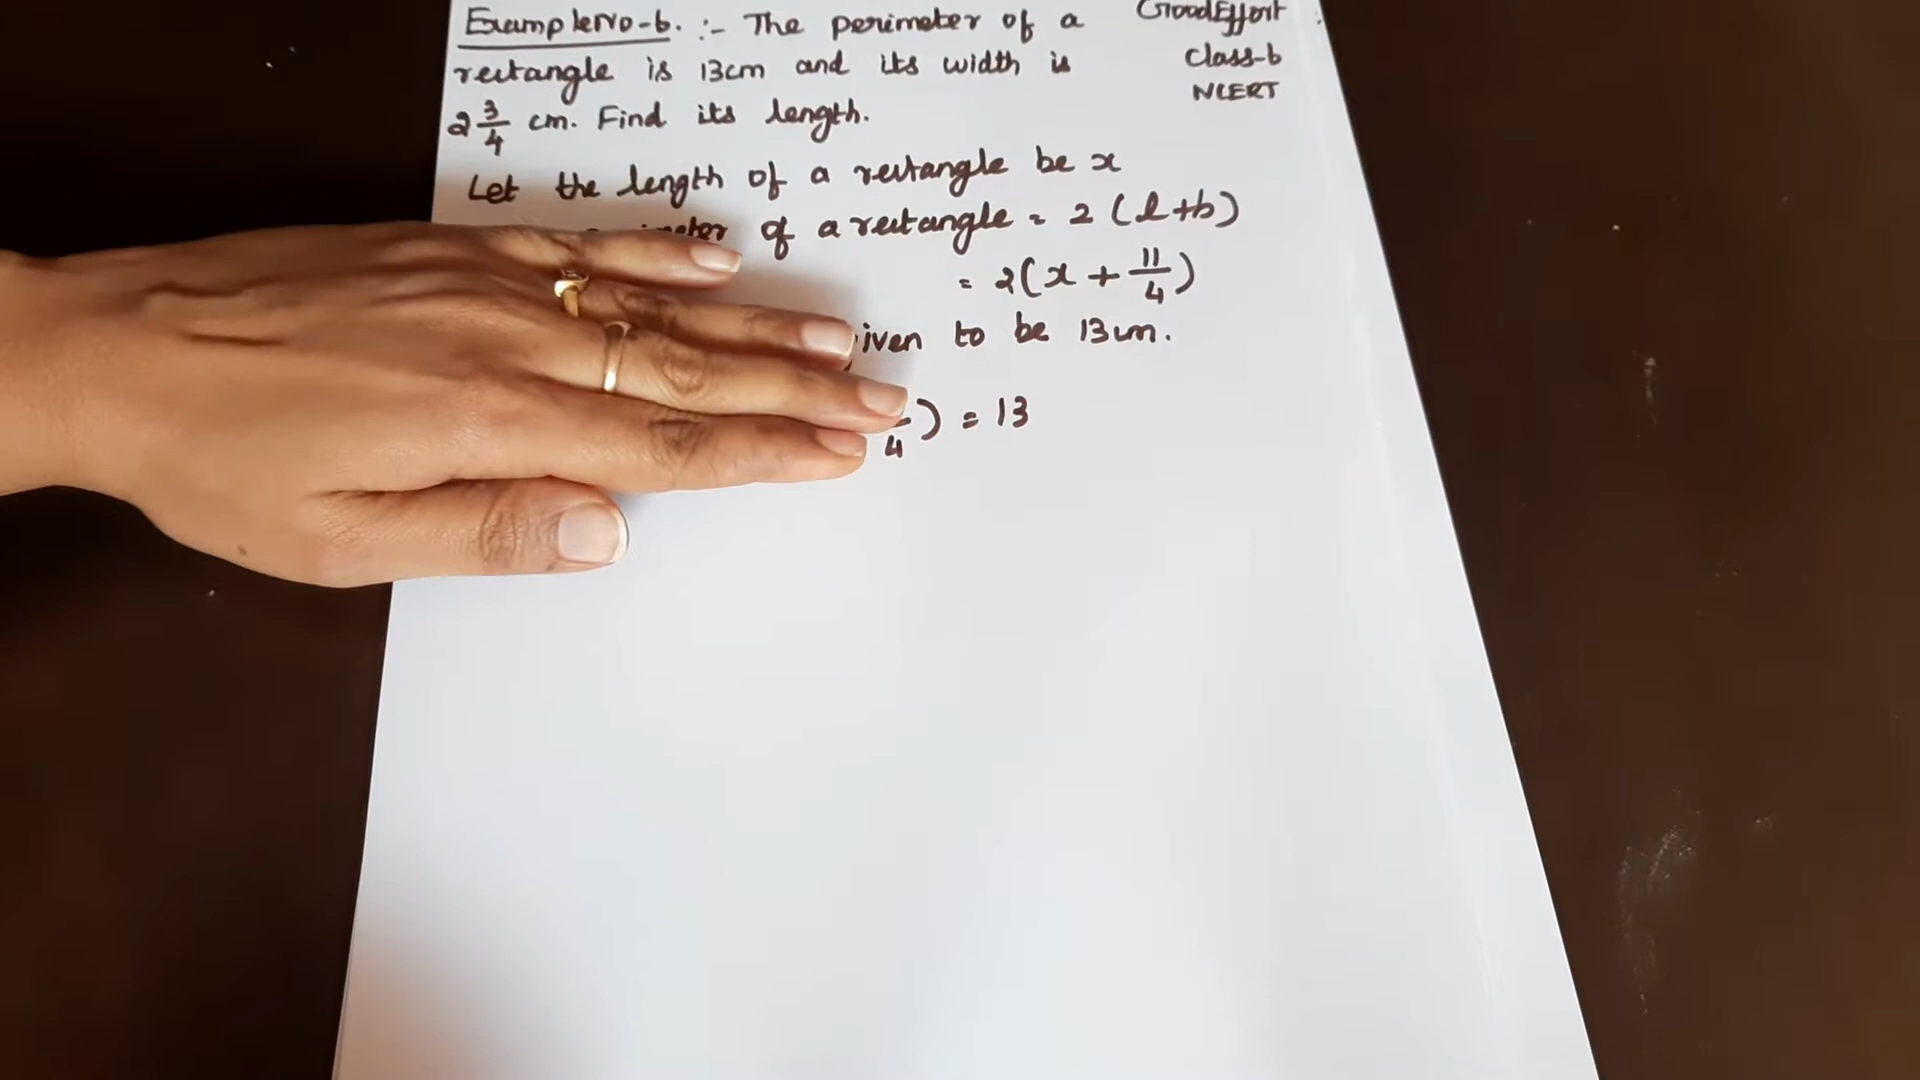 Example No-6. :- The perimeter of a
rectangle is 13cm and its width is
2 3/4 cm. Find its length.
GoodEffort
Class-6
NCERT
Let the length of a rectangle be x
of a rectangle = 2 (l+b)
= 2(x + 11/4)
iven to be 13cm.
4) = 13